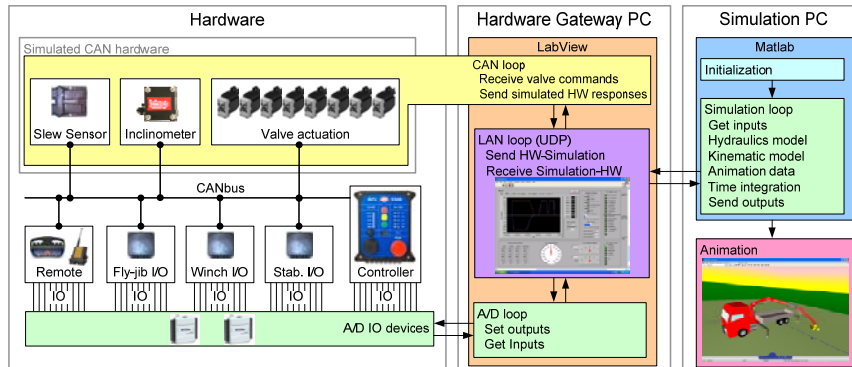 Hardware
Hardware Gateway PC
Simulation PC
Simulated CAN hardware
LabView
Matlab
CAN loop
Receive valve commands
Send simulated HW responses
Initialization
Slew Sensor
Inclinometer
Valve actuation
Simulation loop
Get inputs
Hydraulics model
Kinematic model
Animation data
Time integration
Send outputs
LAN loop (UDP)
Send HW-Simulation
Receive Simulation-HW
CANbus
Remote
Fly-jib I/O
Winch I/O
Stab. I/O
Controller
Animation
IO
IO
IO
IO
IO
A/D IO devices
A/D loop
Set outputs
Get Inputs